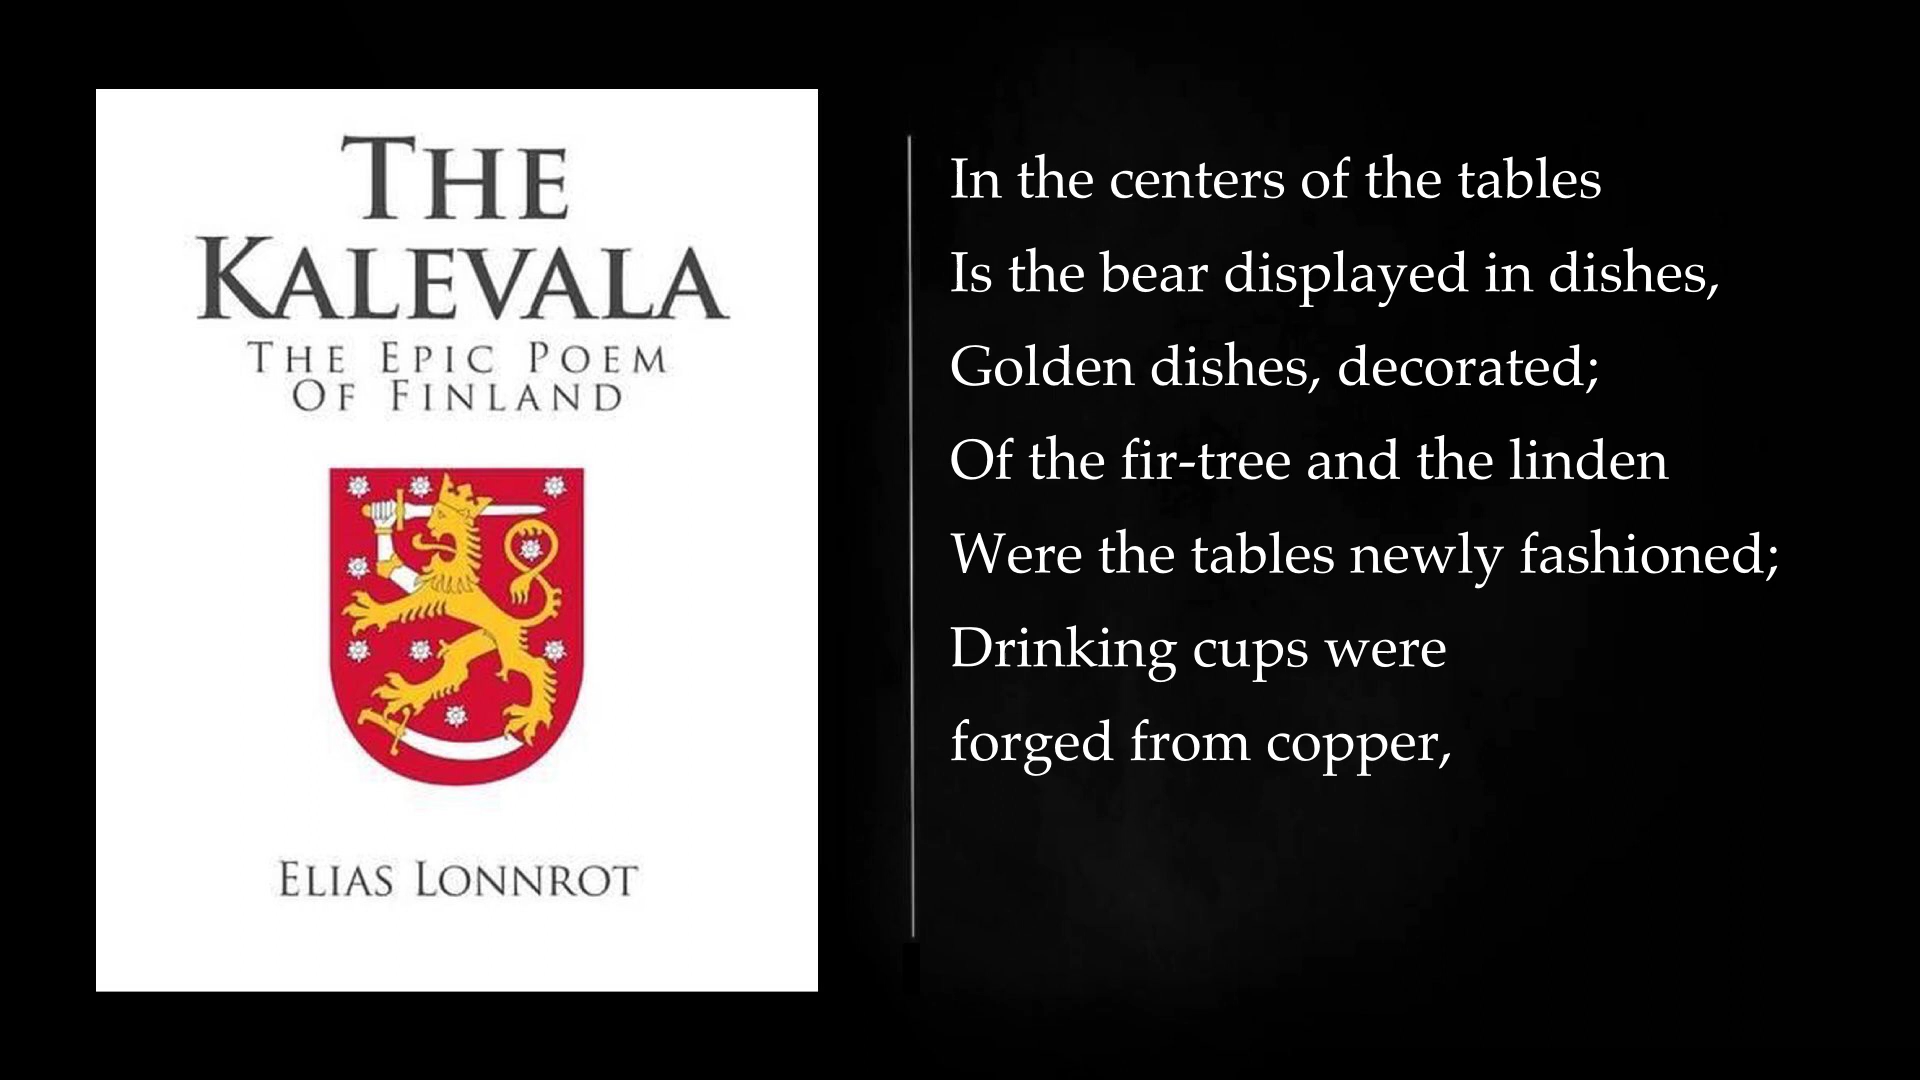 THE
KALEVALA
THE EPIC POEM
OF FINLAND
ELIAS LONNROT
In the centers of the tables
Is the bear displayed in dishes,
Golden dishes, decorated;
Of the fir-tree and the linden
Were the tables newly fashioned;
Drinking cups were
forged from copper,